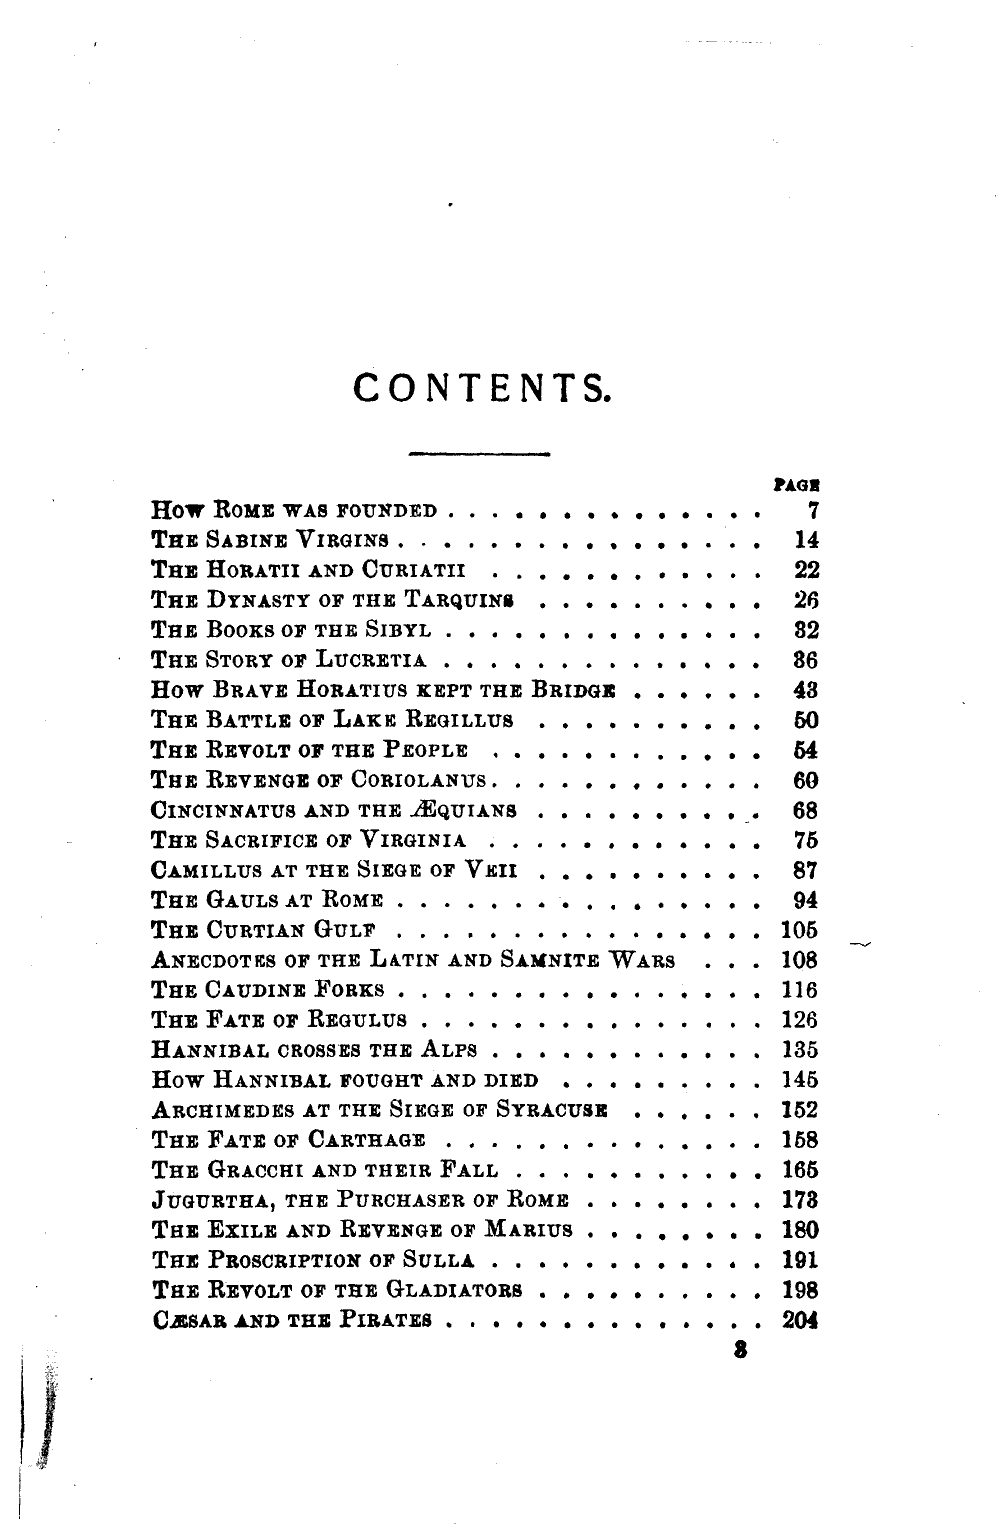 CONTENTS.
PAGE
HOW ROME WAS FOUNDED . . . . . . . . . . . . . . 7
THE SABINE VIRGINS . . . . . . . . . . . . . . . . 14
THE HORATII AND CURIATII . . . . . . . . . . . . 22
THE DYNASTY OF THE TARQUINS . . . . . . . . . . 26
THE BOOKS OF THE SIBYL . . . . . . . . . . . . . . 32
THE STORY OF LUCRETIA . . . . . . . . . . . . . . 36
HOW BRAVE HORATIUS KEPT THE BRIDGE . . . . . . 43
THE BATTLE OF LAKE REGILLUS . . . . . . . . . . 50
THE REVOLT OF THE PEOPLE . . . . . . . . . . . . 54
THE REVENGE OF CORIOLANUS . . . . . . . . . . . . 60
CINCINNATUS AND THE ÆQUIANS . . . . . . . . . . 68
THE SACRIFICE OF VIRGINIA . . . . . . . . . . . . 75
CAMILLUS AT THE SIEGE OF VEII . . . . . . . . . . 87
THE GAULS AT ROME . . . . . . . . . . . . . . . . 94
THE CURTIAN GULF . . . . . . . . . . . . . . . . 105
ANECDOTES OF THE LATIN AND SAMNITE WARS . . . 108
THE CAUDINE FORKS . . . . . . . . . . . . . . . . 116
THE FATE OF REGULUS . . . . . . . . . . . . . . . 126
HANNIBAL CROSSES THE ALPS . . . . . . . . . . . . 135
HOW HANNIBAL FOUGHT AND DIED . . . . . . . . . 145
ARCHIMEDES AT THE SIEGE OF SYRACUSE . . . . . . 152
THE FATE OF CARTHAGE . . . . . . . . . . . . . . 158
THE GRACCHI AND THEIR FALL . . . . . . . . . . . 165
JUGURTHA, THE PURCHASER OF ROME . . . . . . . . 173
THE EXILE AND REVENGE OF MARIUS . . . . . . . . 180
THE PROSCRIPTION OF SULLA . . . . . . . . . . . . 191
THE REVOLT OF THE GLADIATORS . . . . . . . . . . 198
CÆSAR AND THE PIRATES . . . . . . . . . . . . . . 204
3